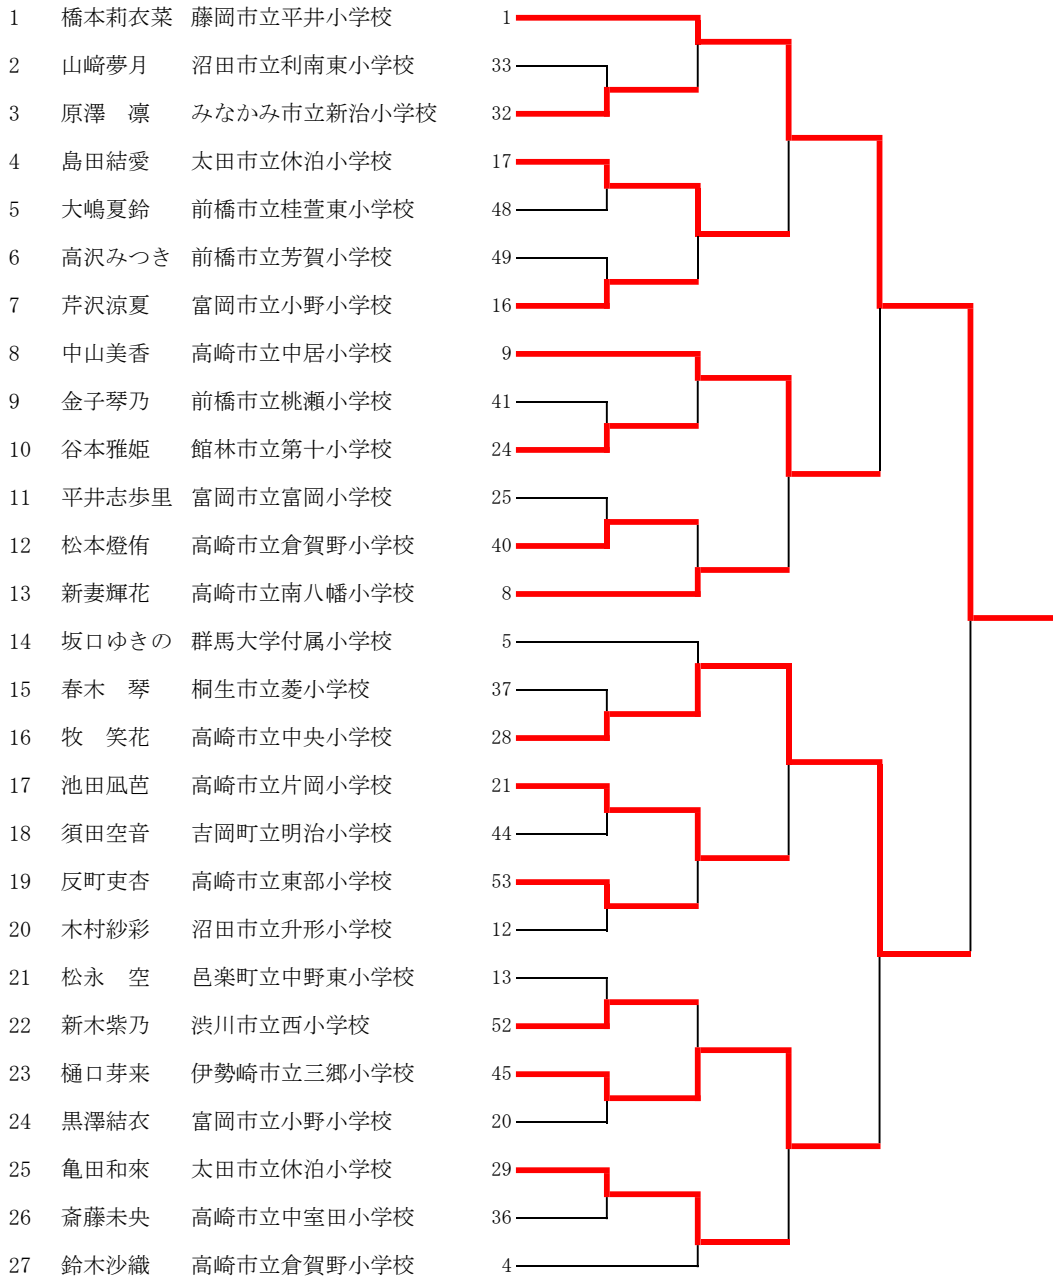 1 橋本莉衣菜 藤岡市立平井小学校 1
2 山﨑夢月 沼田市立利南東小学校 33
3 原澤 凛 みなかみ市立新治小学校 32
4 島田結愛 太田市立休泊小学校 17
5 大嶋夏鈴 前橋市立桂萱東小学校 48
6 高沢みつき 前橋市立芳賀小学校 49
7 芹沢涼夏 富岡市立小野小学校 16
8 中山美香 高崎市立中居小学校 9
9 金子琴乃 前橋市立桃瀬小学校 41
10 谷本雅姫 館林市立第十小学校 24
11 平井志歩里 富岡市立富岡小学校 25
12 松本燈侑 高崎市立倉賀野小学校 40
13 新妻輝花 高崎市立南八幡小学校 8
14 坂口ゆきの 群馬大学付属小学校 5
15 春木 琴 桐生市立菱小学校 37
16 牧 笑花 高崎市立中央小学校 28
17 池田凪芭 高崎市立片岡小学校 21
18 須田空音 吉岡町立明治小学校 44
19 反町吏杏 高崎市立東部小学校 53
20 木村紗彩 沼田市立升形小学校 12
21 松永 空 邑楽町立中野東小学校 13
22 新木紫乃 渋川市立西小学校 52
23 樋口芽来 伊勢崎市立三郷小学校 45
24 黒澤結衣 富岡市立小野小学校 20
25 亀田和來 太田市立休泊小学校 29
26 斎藤未央 高崎市立中室田小学校 36
27 鈴木沙織 高崎市立倉賀野小学校 4